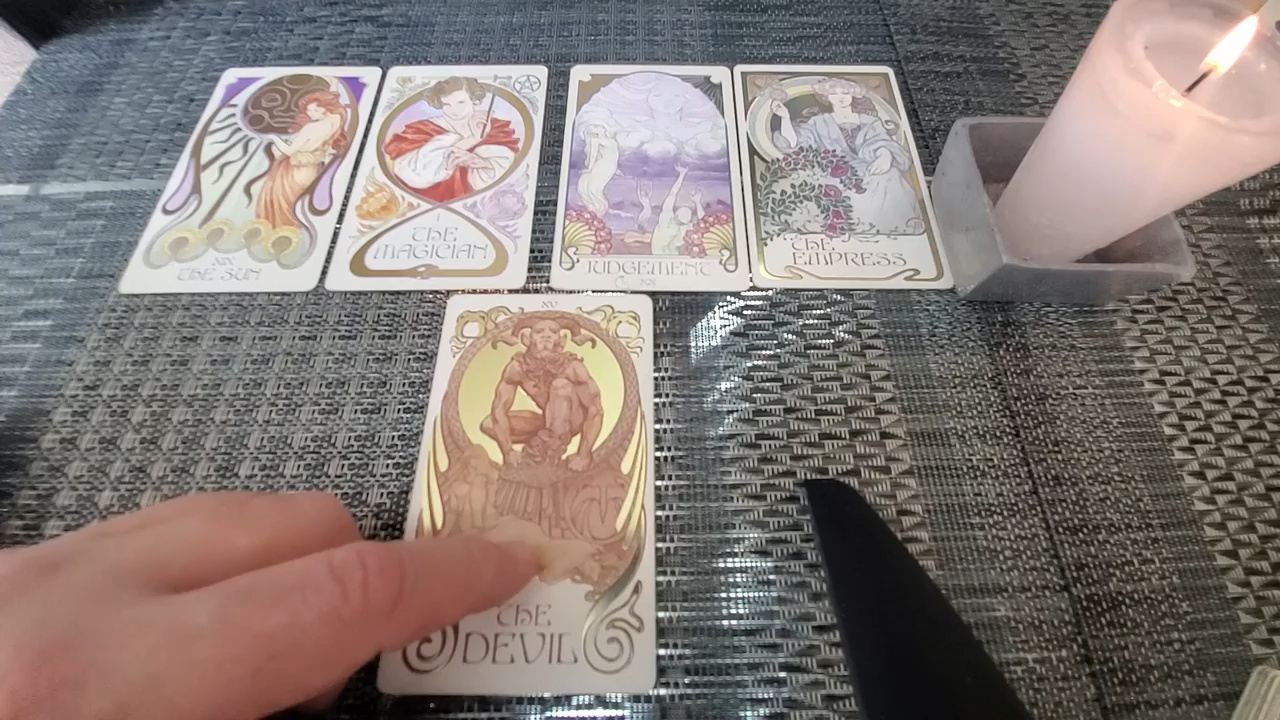 XIX
THE SUN
I
THE
MAGICIAN
JUDGEMENT
XX
THE
EMPRESS
XV
THE
DEVIL